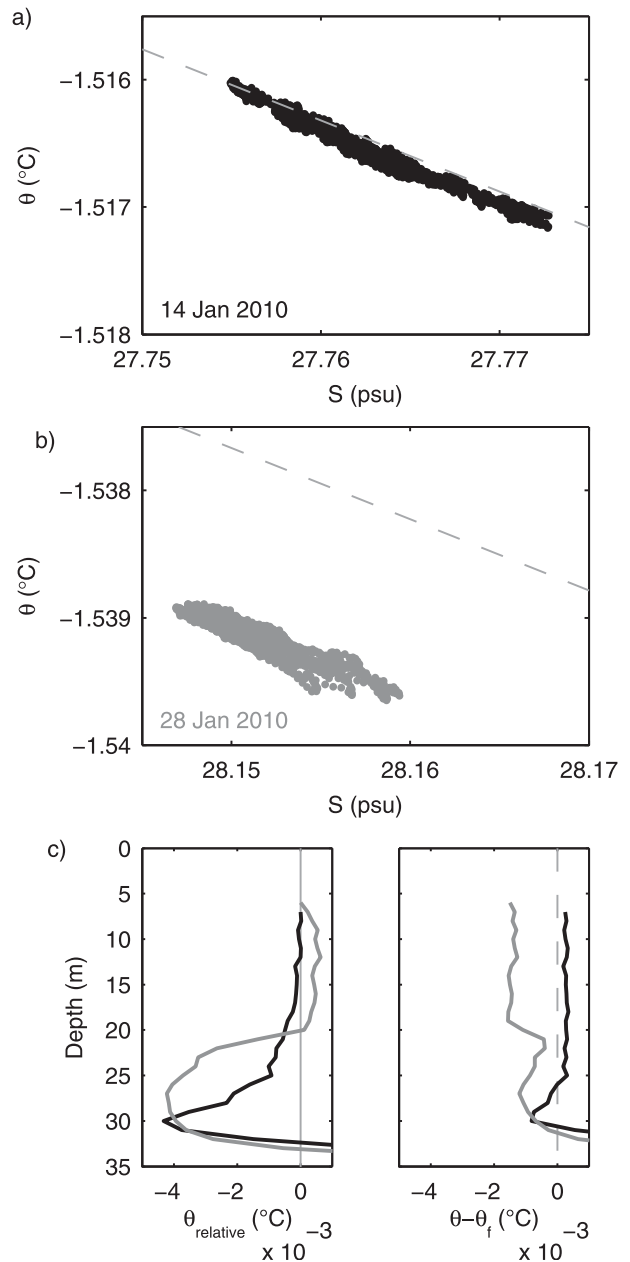 a)
−1.516
−1.517
−1.518
θ (°C)
14 Jan 2010
27.75 27.76 27.77
S (psu)
b)
−1.538
−1.539
−1.54
θ (°C)
28 Jan 2010
28.15 28.16 28.17
S (psu)
c)
0
5
10
15
20
25
30
35
Depth (m)
−4 −2 0 −4 −2 0
θrelative (°C) θ−θf (°C)
x 10−3 x 10−3